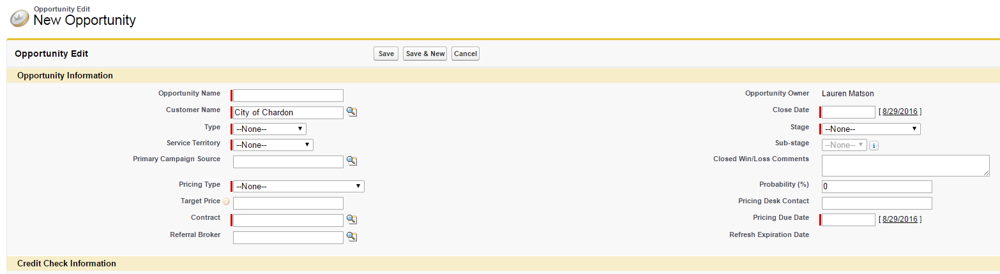 Opportunity Edit
New Opportunity
Opportunity Edit Save Save & New Cancel
Opportunity Information
Opportunity Name Opportunity Owner Lauren Matson
Customer Name City of Chardon Close Date [ 8/29/2016 ]
Type --None-- Stage --None--
Service Territory --None-- Sub-stage --None-- i
Primary Campaign Source Closed Win/Loss Comments
Pricing Type --None-- Probability (%) 0
Target Price ? Pricing Desk Contact
Contract Pricing Due Date [ 8/29/2016 ]
Referral Broker Refresh Expiration Date
Credit Check Information